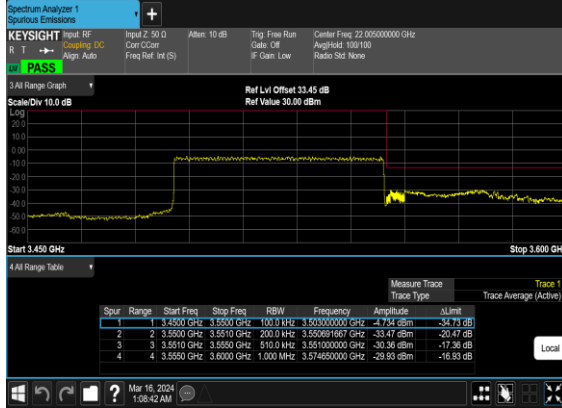 Spectrum Analyzer 1
Spurious Emissions
+
KEYSIGHT Input: RF Input Z: 50 Ω Atten: 10 dB Trig: Free Run Center Freq: 22.005000000 GHz
R T Coupling: DC Corr CCorr Gate: Off Avg|Hold: 100/100
Align: Auto Freq Ref: Int (S) IF Gain: Low Radio Std: None
PASS
3 All Range Graph
Ref Lvl Offset 33.45 dB
Scale/Div 10.0 dB Ref Value 30.00 dBm
Log
20.0
10.0
0.00
-10.0
-20.0
-30.0
-40.0
-50.0
-60.0
Start 3.450 GHz Stop 3.600 GH
4 All Range Table
Measure Trace Trace 1
Trace Type Trace Average (Active)
Spur Range Start Freq Stop Freq RBW Frequency Amplitude ΔLimit
1 1 3.4500 GHz 3.5500 GHz 100.0 kHz 3.503000000 GHz -4.734 dBm -34.73 dB
2 2 3.5500 GHz 3.5510 GHz 200.0 kHz 3.550691667 GHz -33.47 dBm -20.47 dB
3 3 3.5510 GHz 3.5550 GHz 510.0 kHz 3.551000000 GHz -30.36 dBm -17.36 dB
4 4 3.5550 GHz 3.6000 GHz 1.000 MHz 3.574650000 GHz -29.93 dBm -16.93 dB
Local
?
Mar 16, 2024
1:08:42 AM